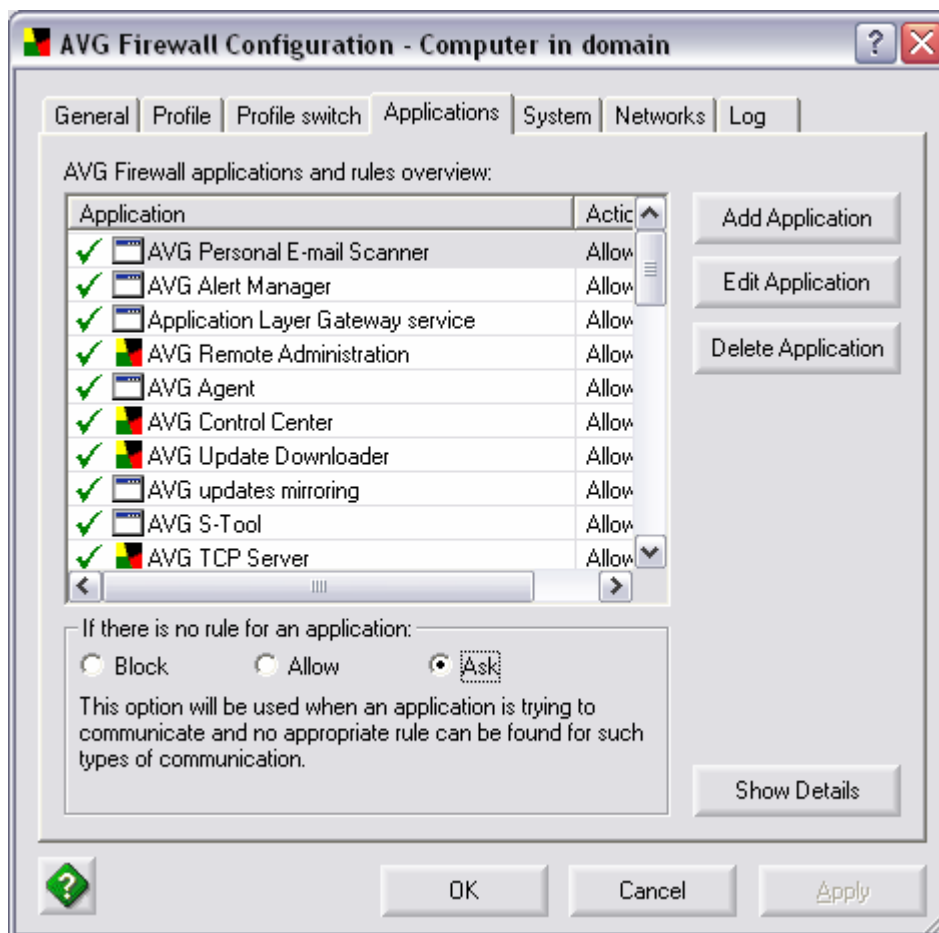 AVG Firewall Configuration - Computer in domain
?
General Profile Profile switch Applications System Networks Log
AVG Firewall applications and rules overview:
Application Actic
AVG Personal E-mail Scanner Allow
AVG Alert Manager Allow
Application Layer Gateway service Allow
AVG Remote Administration Allow
AVG Agent Allow
AVG Control Center Allow
AVG Update Downloader Allow
AVG updates mirroring Allow
AVG S-Tool Allow
AVG TCP Server Allow
Add Application
Edit Application
Delete Application
If there is no rule for an application:
Block Allow Ask
This option will be used when an application is trying to
communicate and no appropriate rule can be found for such
types of communication.
Show Details
?
OK Cancel Apply